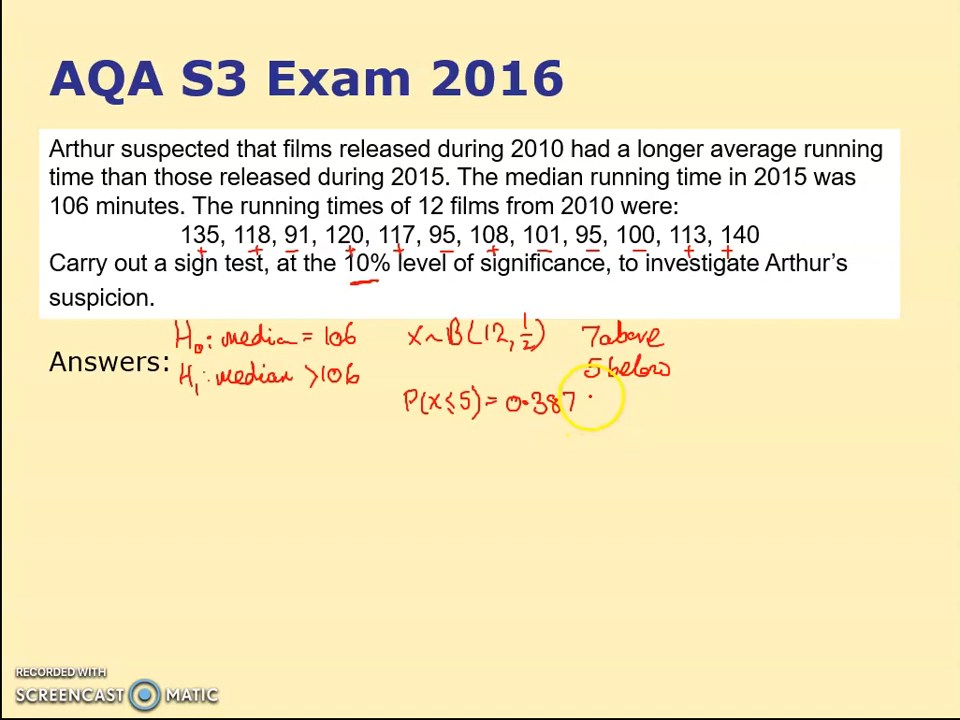 AQA S3 Exam 2016
Arthur suspected that films released during 2010 had a longer average running
time than those released during 2015. The median running time in 2015 was
106 minutes. The running times of 12 films from 2010 were:
135, 118, 91, 120, 117, 95, 108, 101, 95, 100, 113, 140
+ + − + + − + − − − + +
Carry out a sign test, at the 10% level of significance, to investigate Arthur's
suspicion.
Answers:
H₀: median = 106
H₁: median > 106
X~B(12, 1/2)
P(X≤5) = 0.387
7 above
5 below
RECORDED WITH
SCREENCAST MATIC